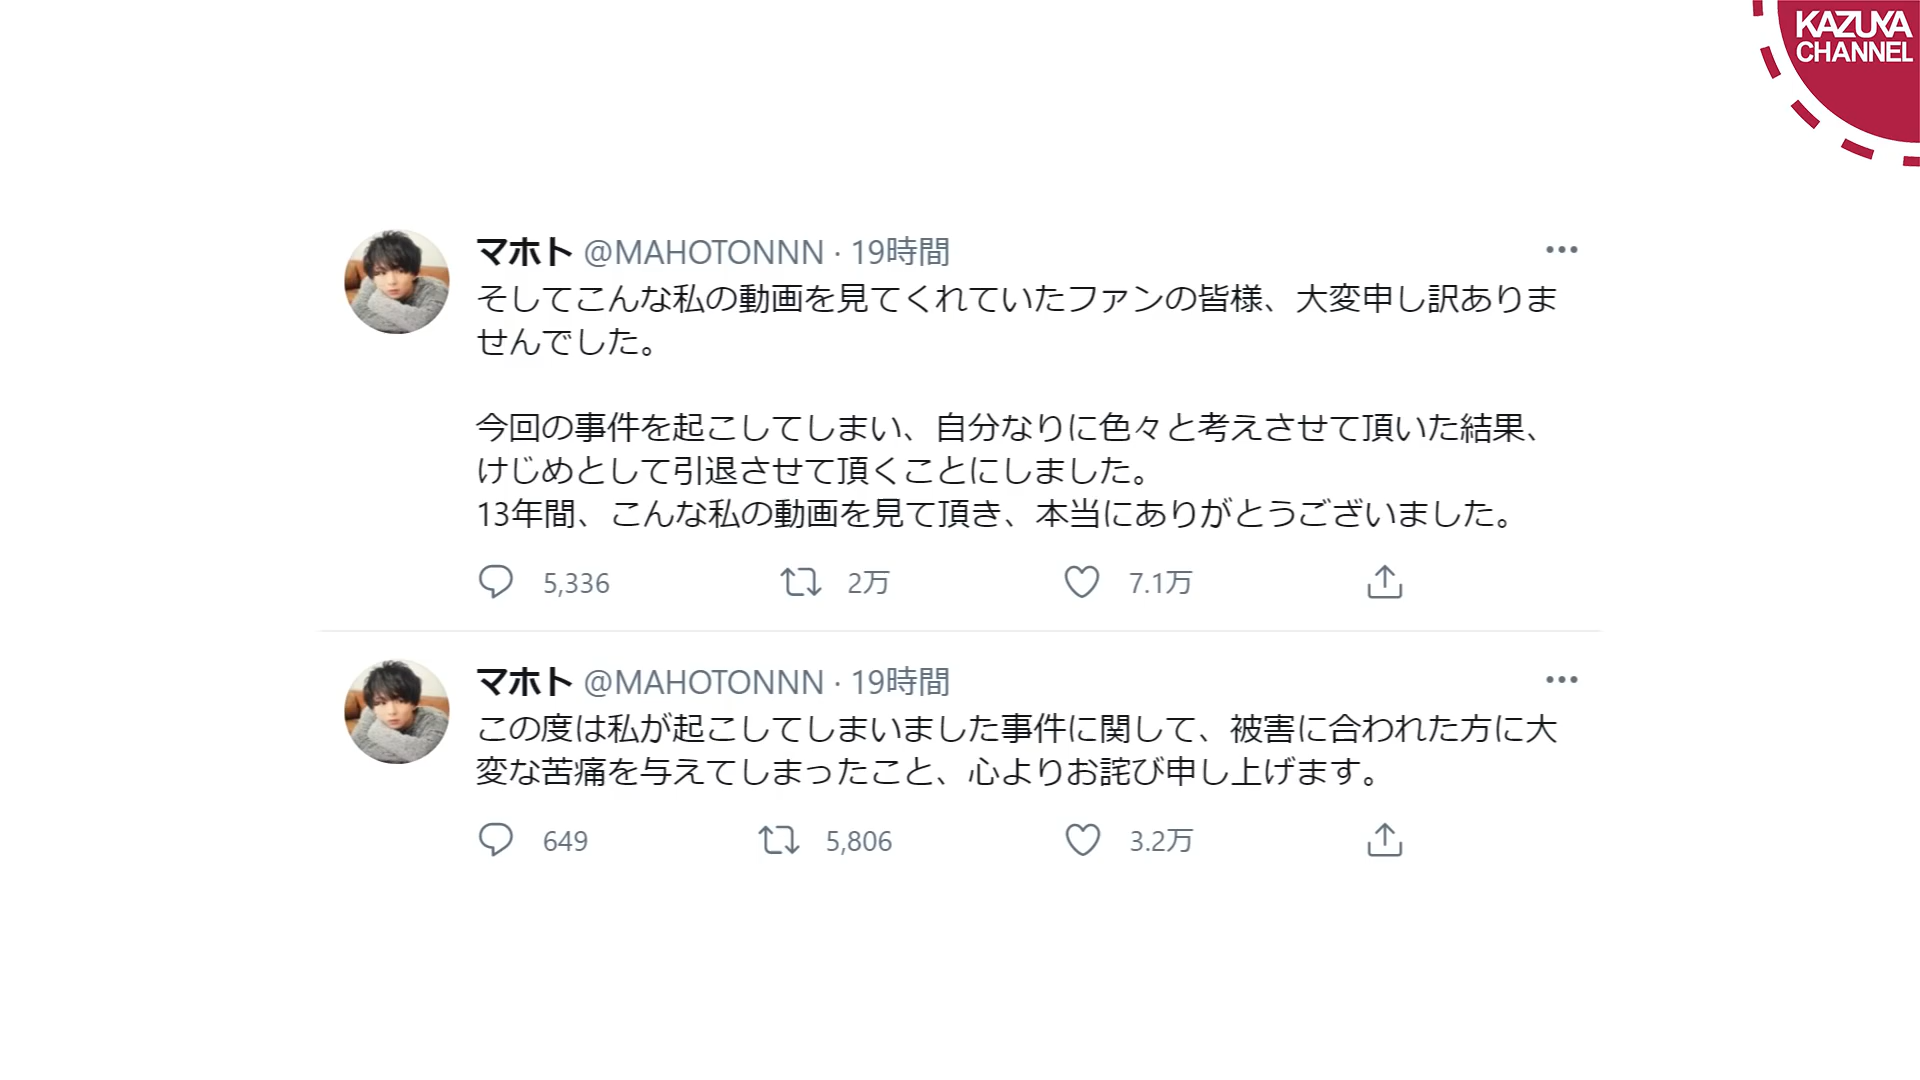 KAZUYA
CHANNEL
マホト @MAHOTONNN · 19時間
そしてこんな私の動画を見てくれていたファンの皆様、大変申し訳ありま
せんでした。
今回の事件を起こしてしまい、自分なりに色々と考えさせて頂いた結果、
けじめとして引退させて頂くことにしました。
13年間、こんな私の動画を見て頂き、本当にありがとうございました。
5,336 2万 7.1万
マホト @MAHOTONNN · 19時間
この度は私が起こしてしまいました事件に関して、被害に合われた方に大
変な苦痛を与えてしまったこと、心よりお詫び申し上げます。
649 5,806 3.2万